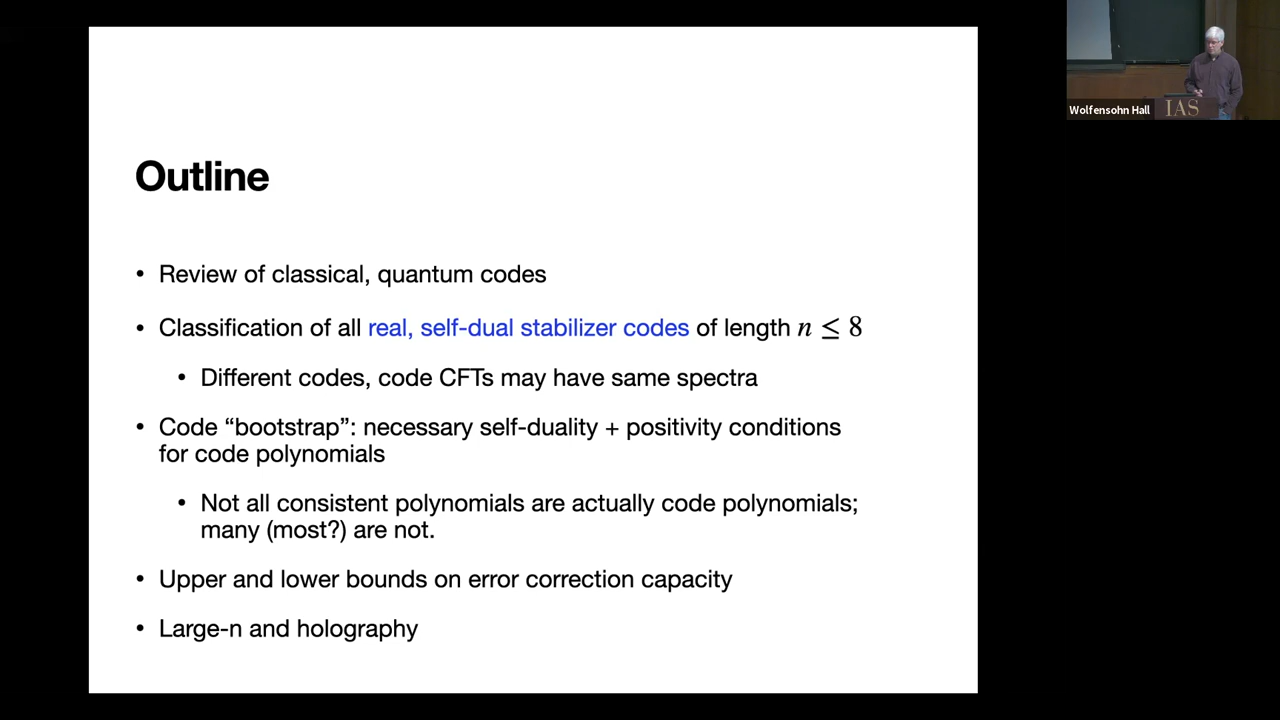 Outline
• Review of classical, quantum codes
• Classification of all real, self-dual stabilizer codes of length n ≤ 8
• Different codes, code CFTs may have same spectra
• Code “bootstrap”: necessary self-duality + positivity conditions
for code polynomials
• Not all consistent polynomials are actually code polynomials;
many (most?) are not.
• Upper and lower bounds on error correction capacity
• Large-n and holography
Wolfensohn Hall
IAS